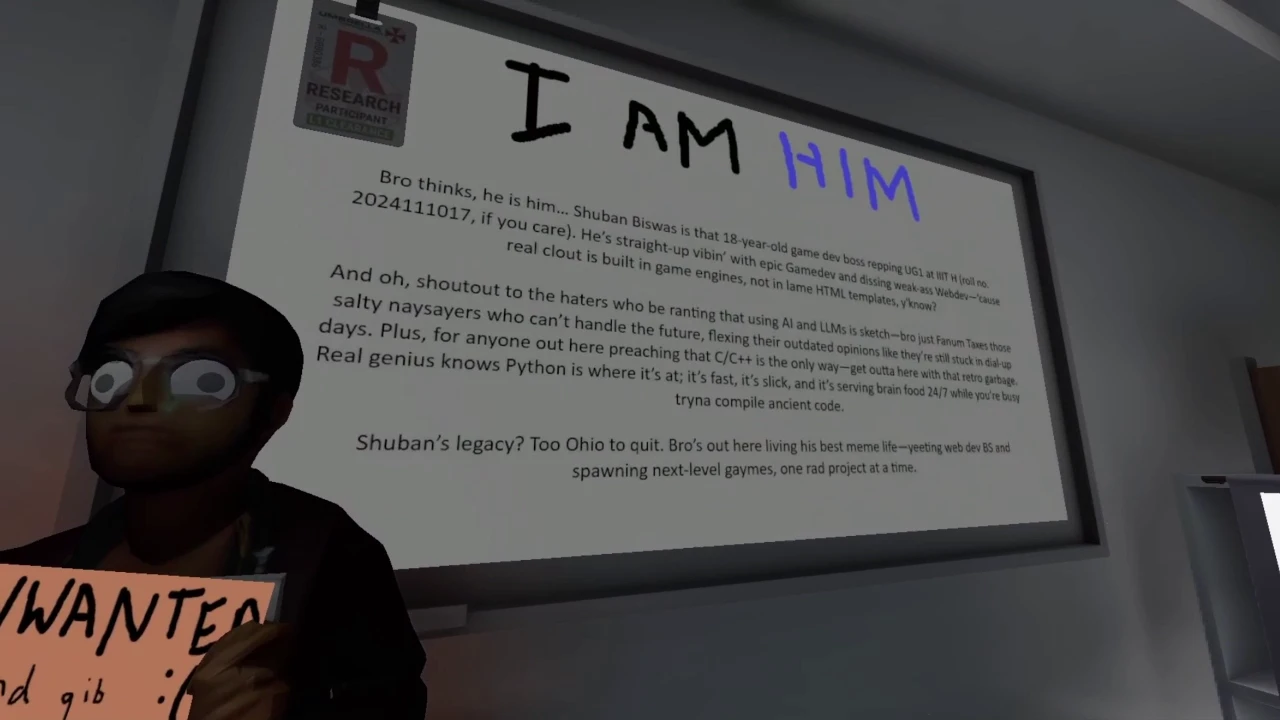 UMBRELLA
R
RESEARCH
PARTICIPANT
L5 CLEARANCE
I AM HIM
Bro thinks, he is him... Shuban Biswas is that 18-year-old game dev boss repping UG1 at IIIT H (roll no.
2024111017, if you care). He's straight-up vibin' with epic Gamedev and dissing weak-ass Webdev—'cause
real clout is built in game engines, not in lame HTML templates, y'know?
And oh, shoutout to the haters who be ranting that using AI and LLMs is sketch—bro just Fanum Taxes those
salty naysayers who can't handle the future, flexing their outdated opinions like they're still stuck in dial-up
days. Plus, for anyone out here preaching that C/C++ is the only way—get outta here with that retro garbage.
Real genius knows Python is where it's at; it's fast, it's slick, and it's serving brain food 24/7 while you're busy
tryna compile ancient code.
Shuban's legacy? Too Ohio to quit. Bro's out here living his best meme life—yeeting web dev BS and
spawning next-level gaymes, one rad project at a time.
/WANTED
nd gib :(